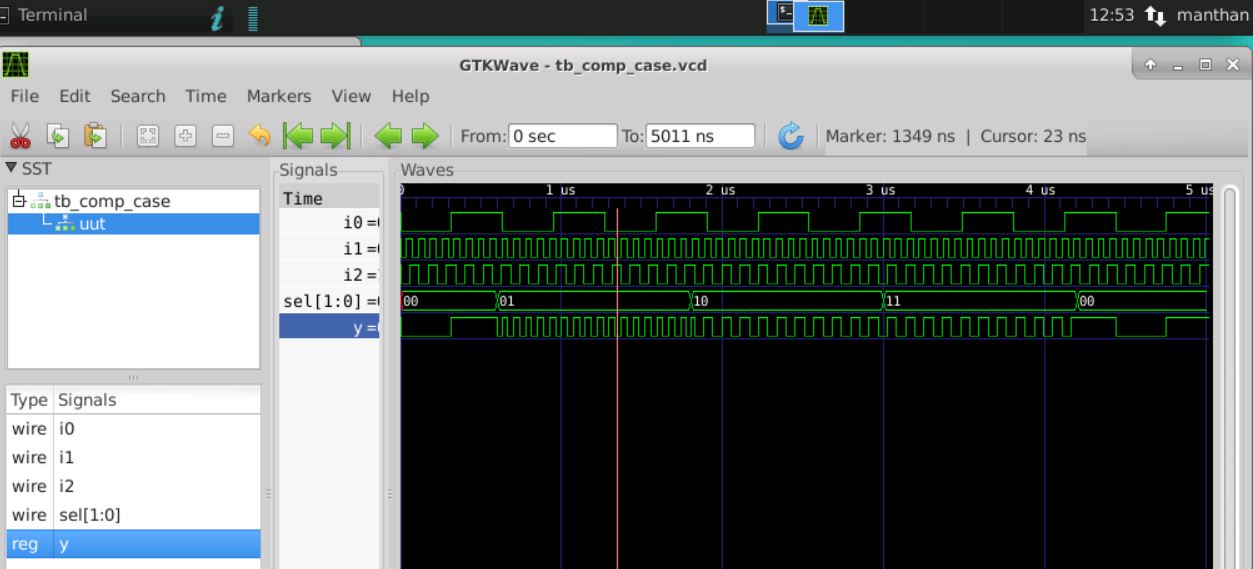 Terminal
12:53 manthan
GTKWave - tb_comp_case.vcd
File Edit Search Time Markers View Help
From: 0 sec To: 5011 ns Marker: 1349 ns | Cursor: 23 ns
SST
tb_comp_case
uut
Type Signals
wire i0
wire i1
wire i2
wire sel[1:0]
reg y
Signals
Time
i0 =
i1 =
i2 =
sel[1:0] =
y =
Waves
1 us 2 us 3 us 4 us 5 us
00 01 10 11 00